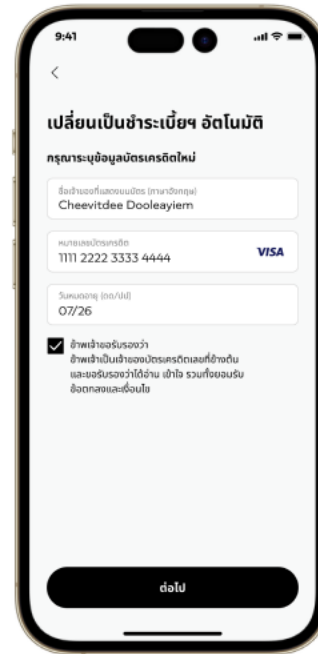 9:41
เปลี่ยนเป็นชำระเบี้ยฯ อัตโนมัติ
กรุณาระบุข้อมูลบัตรเครดิตใหม่
ชื่อเจ้าของที่แสดงบนบัตร (ภาษาอังกฤษ)
Cheevitdee Dooleayiem
หมายเลขบัตรเครดิต
1111 2222 3333 4444
VISA
วันหมดอายุ (ดด/ปป)
07/26
ข้าพเจ้าขอรับรองว่า
ข้าพเจ้าเป็นเจ้าของบัตรเครดิตเลขที่ข้างต้น
และขอรับรองว่าได้อ่าน เข้าใจ รวมทั้งยอมรับ
ข้อตกลงและเงื่อนไข
ต่อไป